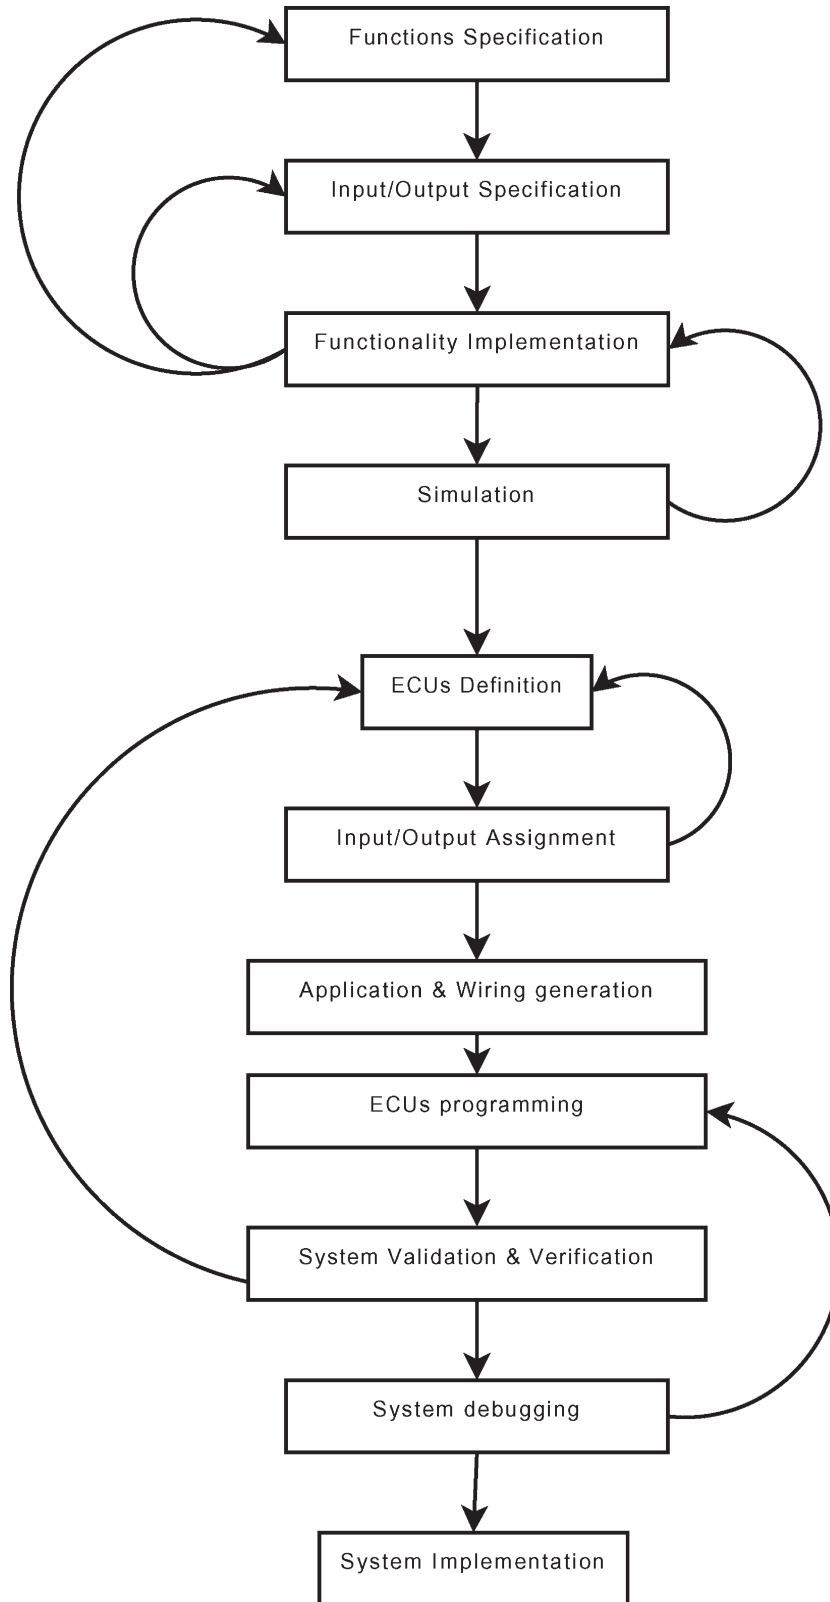 Functions Specification
Input/Output Specification
Functionality Implementation
Simulation
ECUs Definition
Input/Output Assignment
Application & Wiring generation
ECUs programming
System Validation & Verification
System debugging
System Implementation